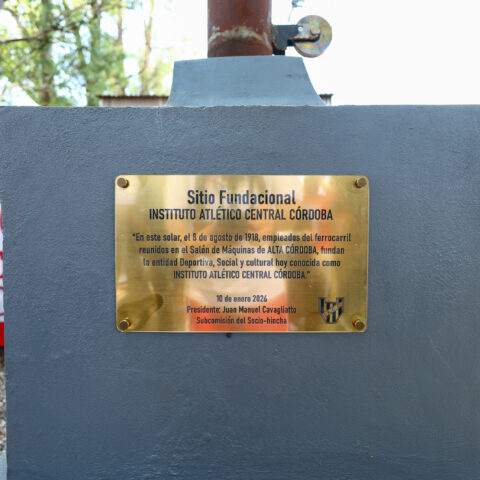 Sitio Fundacional
INSTITUTO ATLÉTICO CENTRAL CÓRDOBA
"En este solar, el 8 de agosto de 1918, empleados del ferrocarril
reunidos en el Salón de Máquinas de ALTA CÓRDOBA, fundan
la entidad Deportiva, Social y cultural hoy conocida como
INSTITUTO ATLÉTICO CENTRAL CÓRDOBA."
10 de enero 2026
Presidente: Juan Manuel Cavagliatto
Subcomisión del Socio-hincha